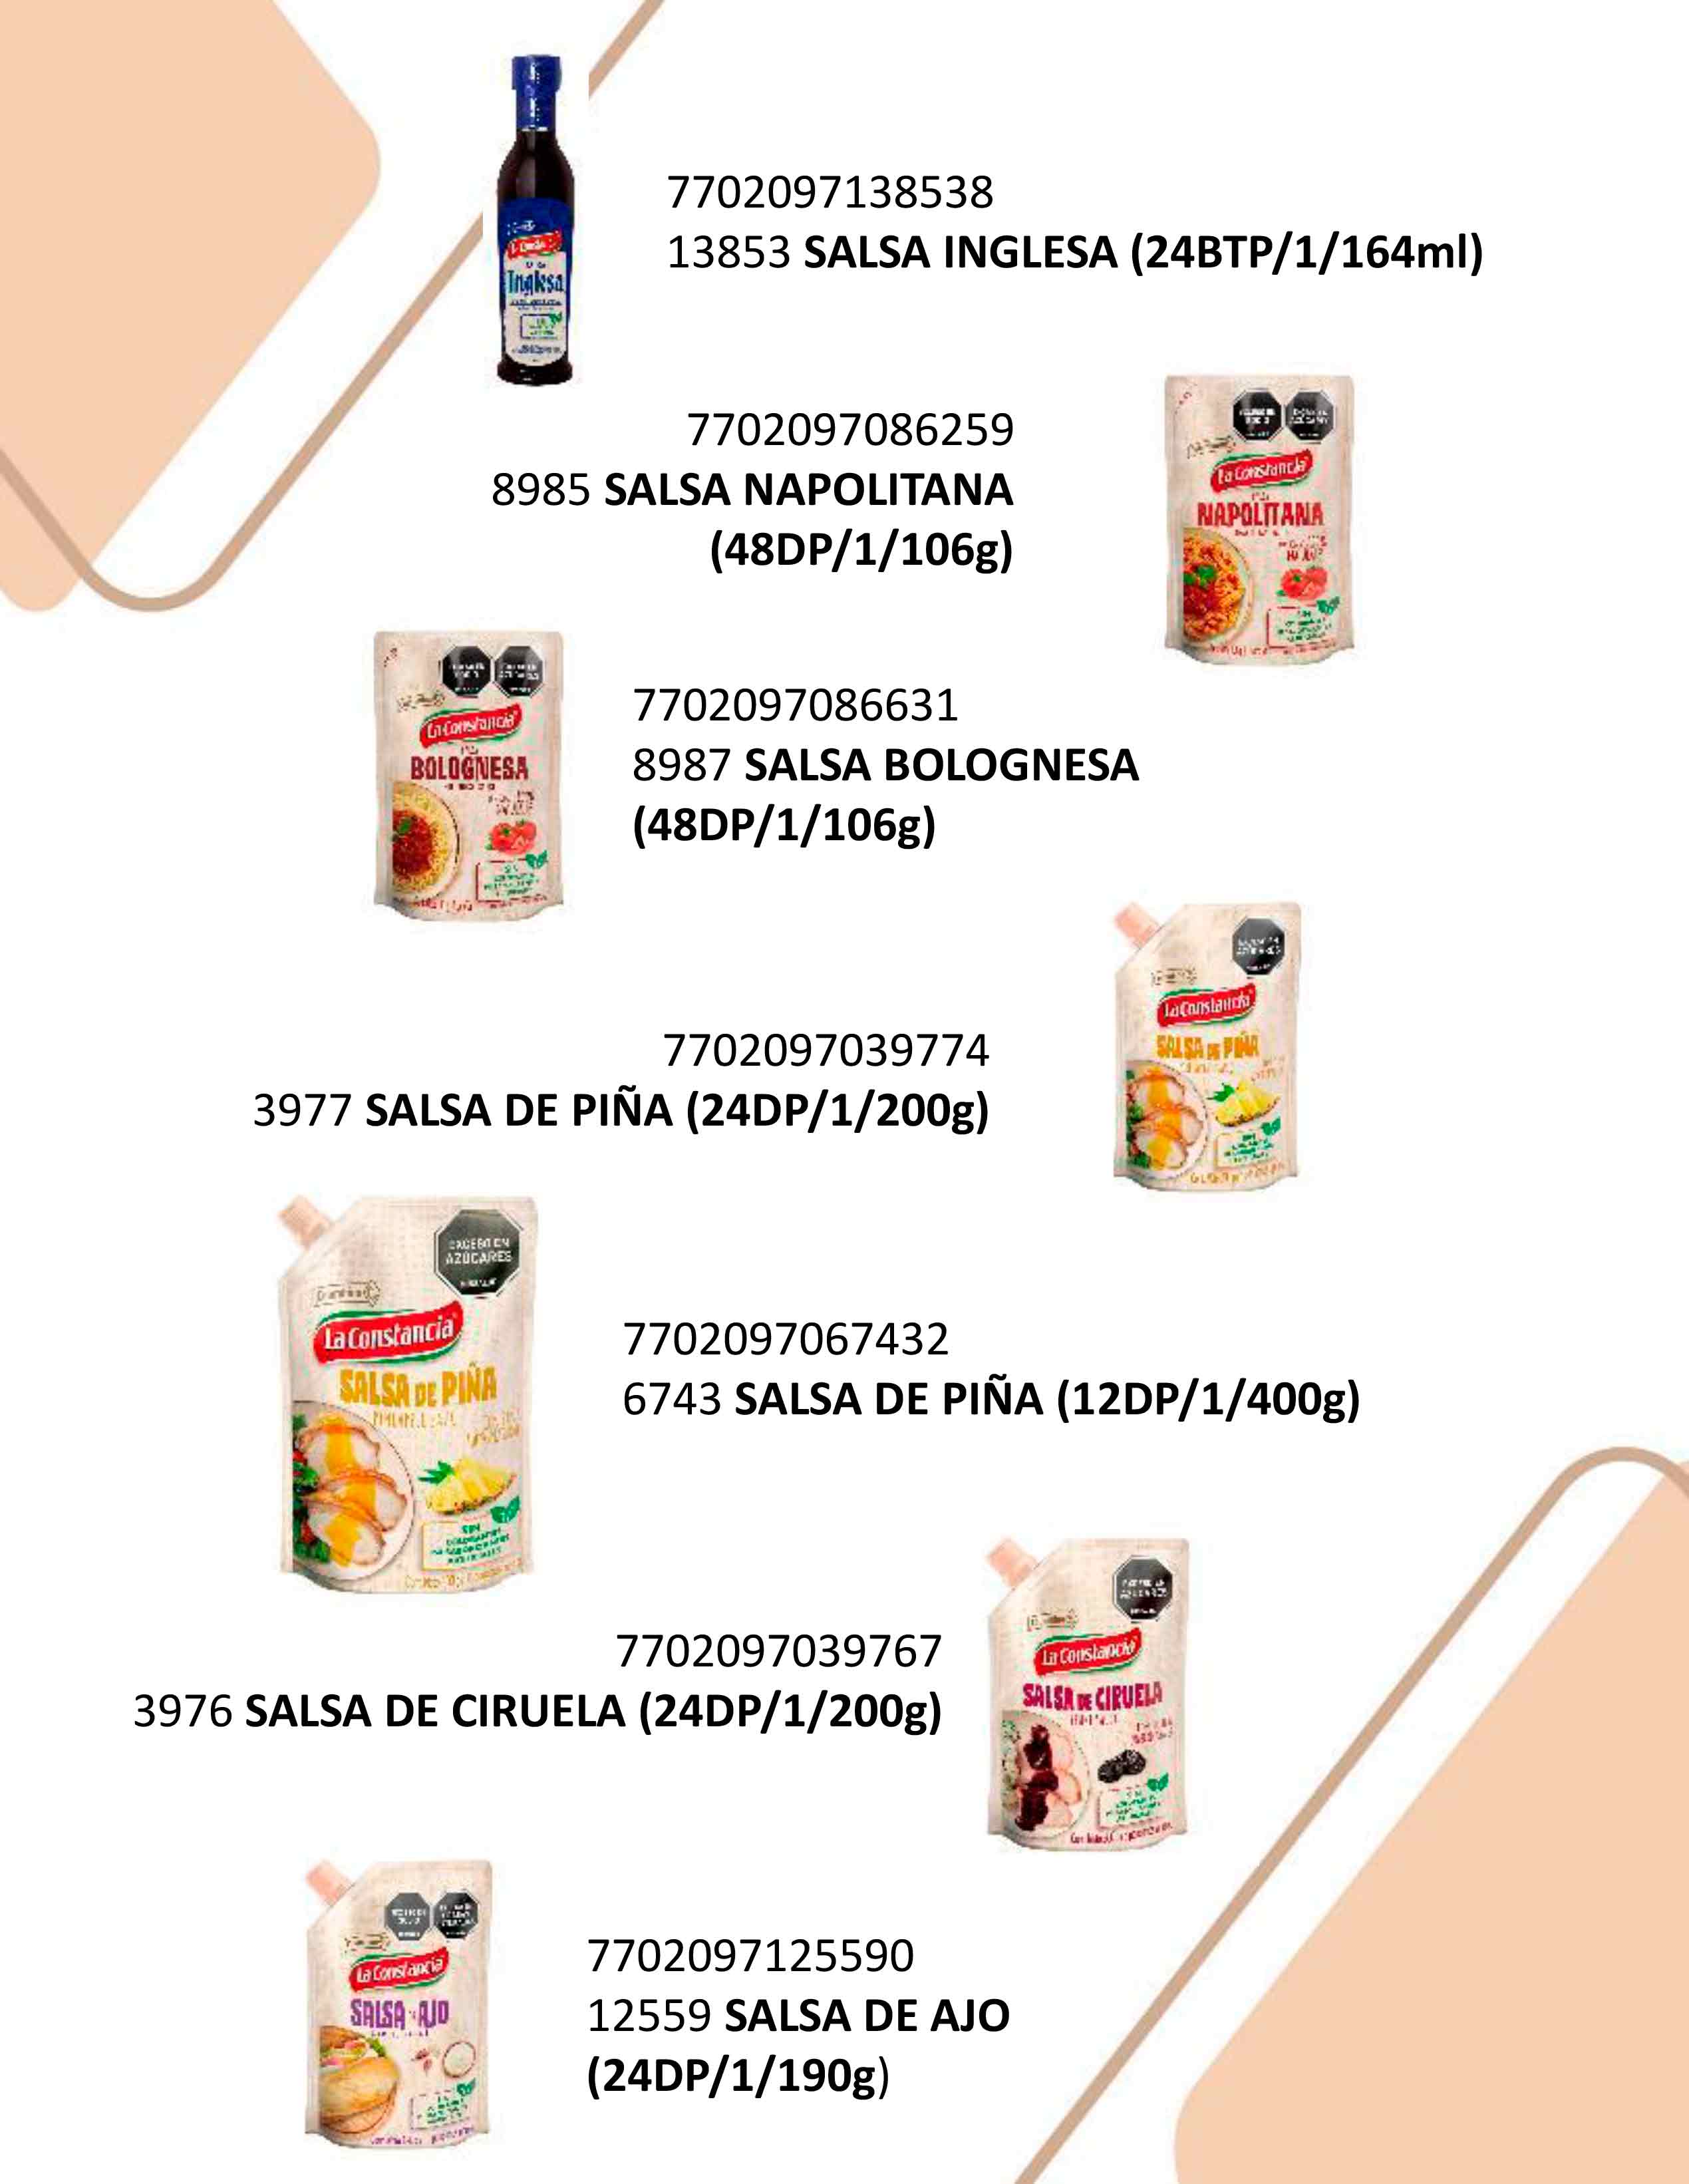 Inglesa
7702097138538
13853 SALSA INGLESA (24BTP/1/164ml)
7702097086259
8985 SALSA NAPOLITANA
(48DP/1/106g)
La Constancia
NAPOLITANA
La Constancia
BOLOGNESA
7702097086631
8987 SALSA BOLOGNESA
(48DP/1/106g)
La Constancia
SALSA DE PIÑA
7702097039774
3977 SALSA DE PIÑA (24DP/1/200g)
EXCESO EN
AZÚCARES
La Constancia
SALSA DE PIÑA
SIN
7702097067432
6743 SALSA DE PIÑA (12DP/1/400g)
La Constancia
SALSA DE CIRUELA
7702097039767
3976 SALSA DE CIRUELA (24DP/1/200g)
La Constancia
SALSA AJO
7702097125590
12559 SALSA DE AJO
(24DP/1/190g)